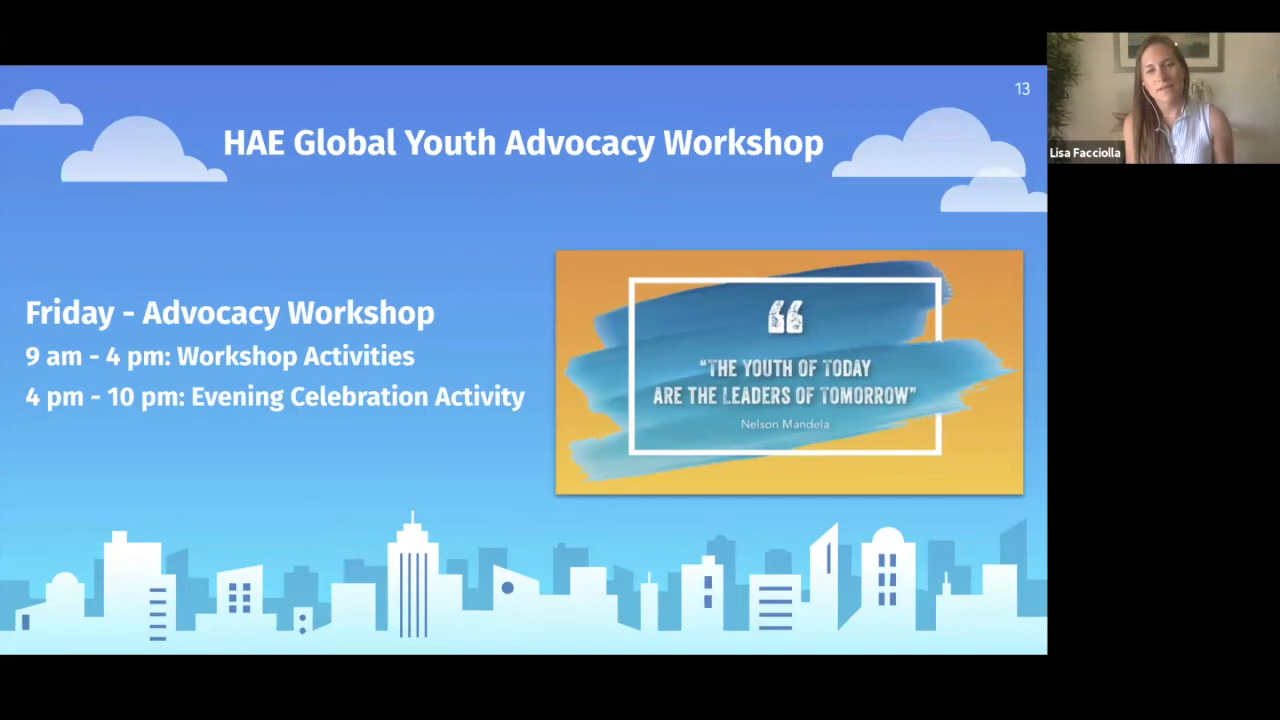 13
HAE Global Youth Advocacy Workshop
Lisa Facciolla
Friday - Advocacy Workshop
9 am - 4 pm: Workshop Activities
4 pm - 10 pm: Evening Celebration Activity
“
“THE YOUTH OF TODAY
ARE THE LEADERS OF TOMORROW”
Nelson Mandela